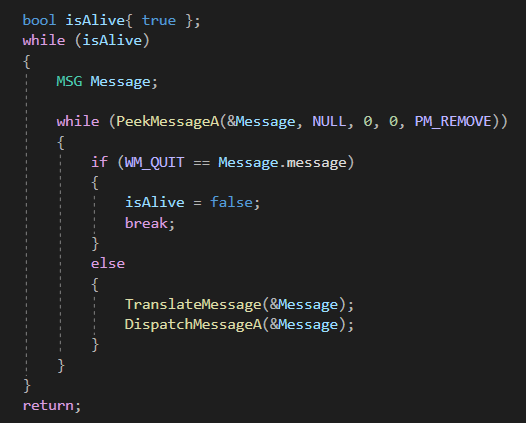 bool isAlive{ true };
while (isAlive)
{
    MSG Message;

    while (PeekMessageA(&Message, NULL, 0, 0, PM_REMOVE))
    {
        if (WM_QUIT == Message.message)
        {
            isAlive = false;
            break;
        }
        else
        {
            TranslateMessage(&Message);
            DispatchMessageA(&Message);
        }
    }
}
return;